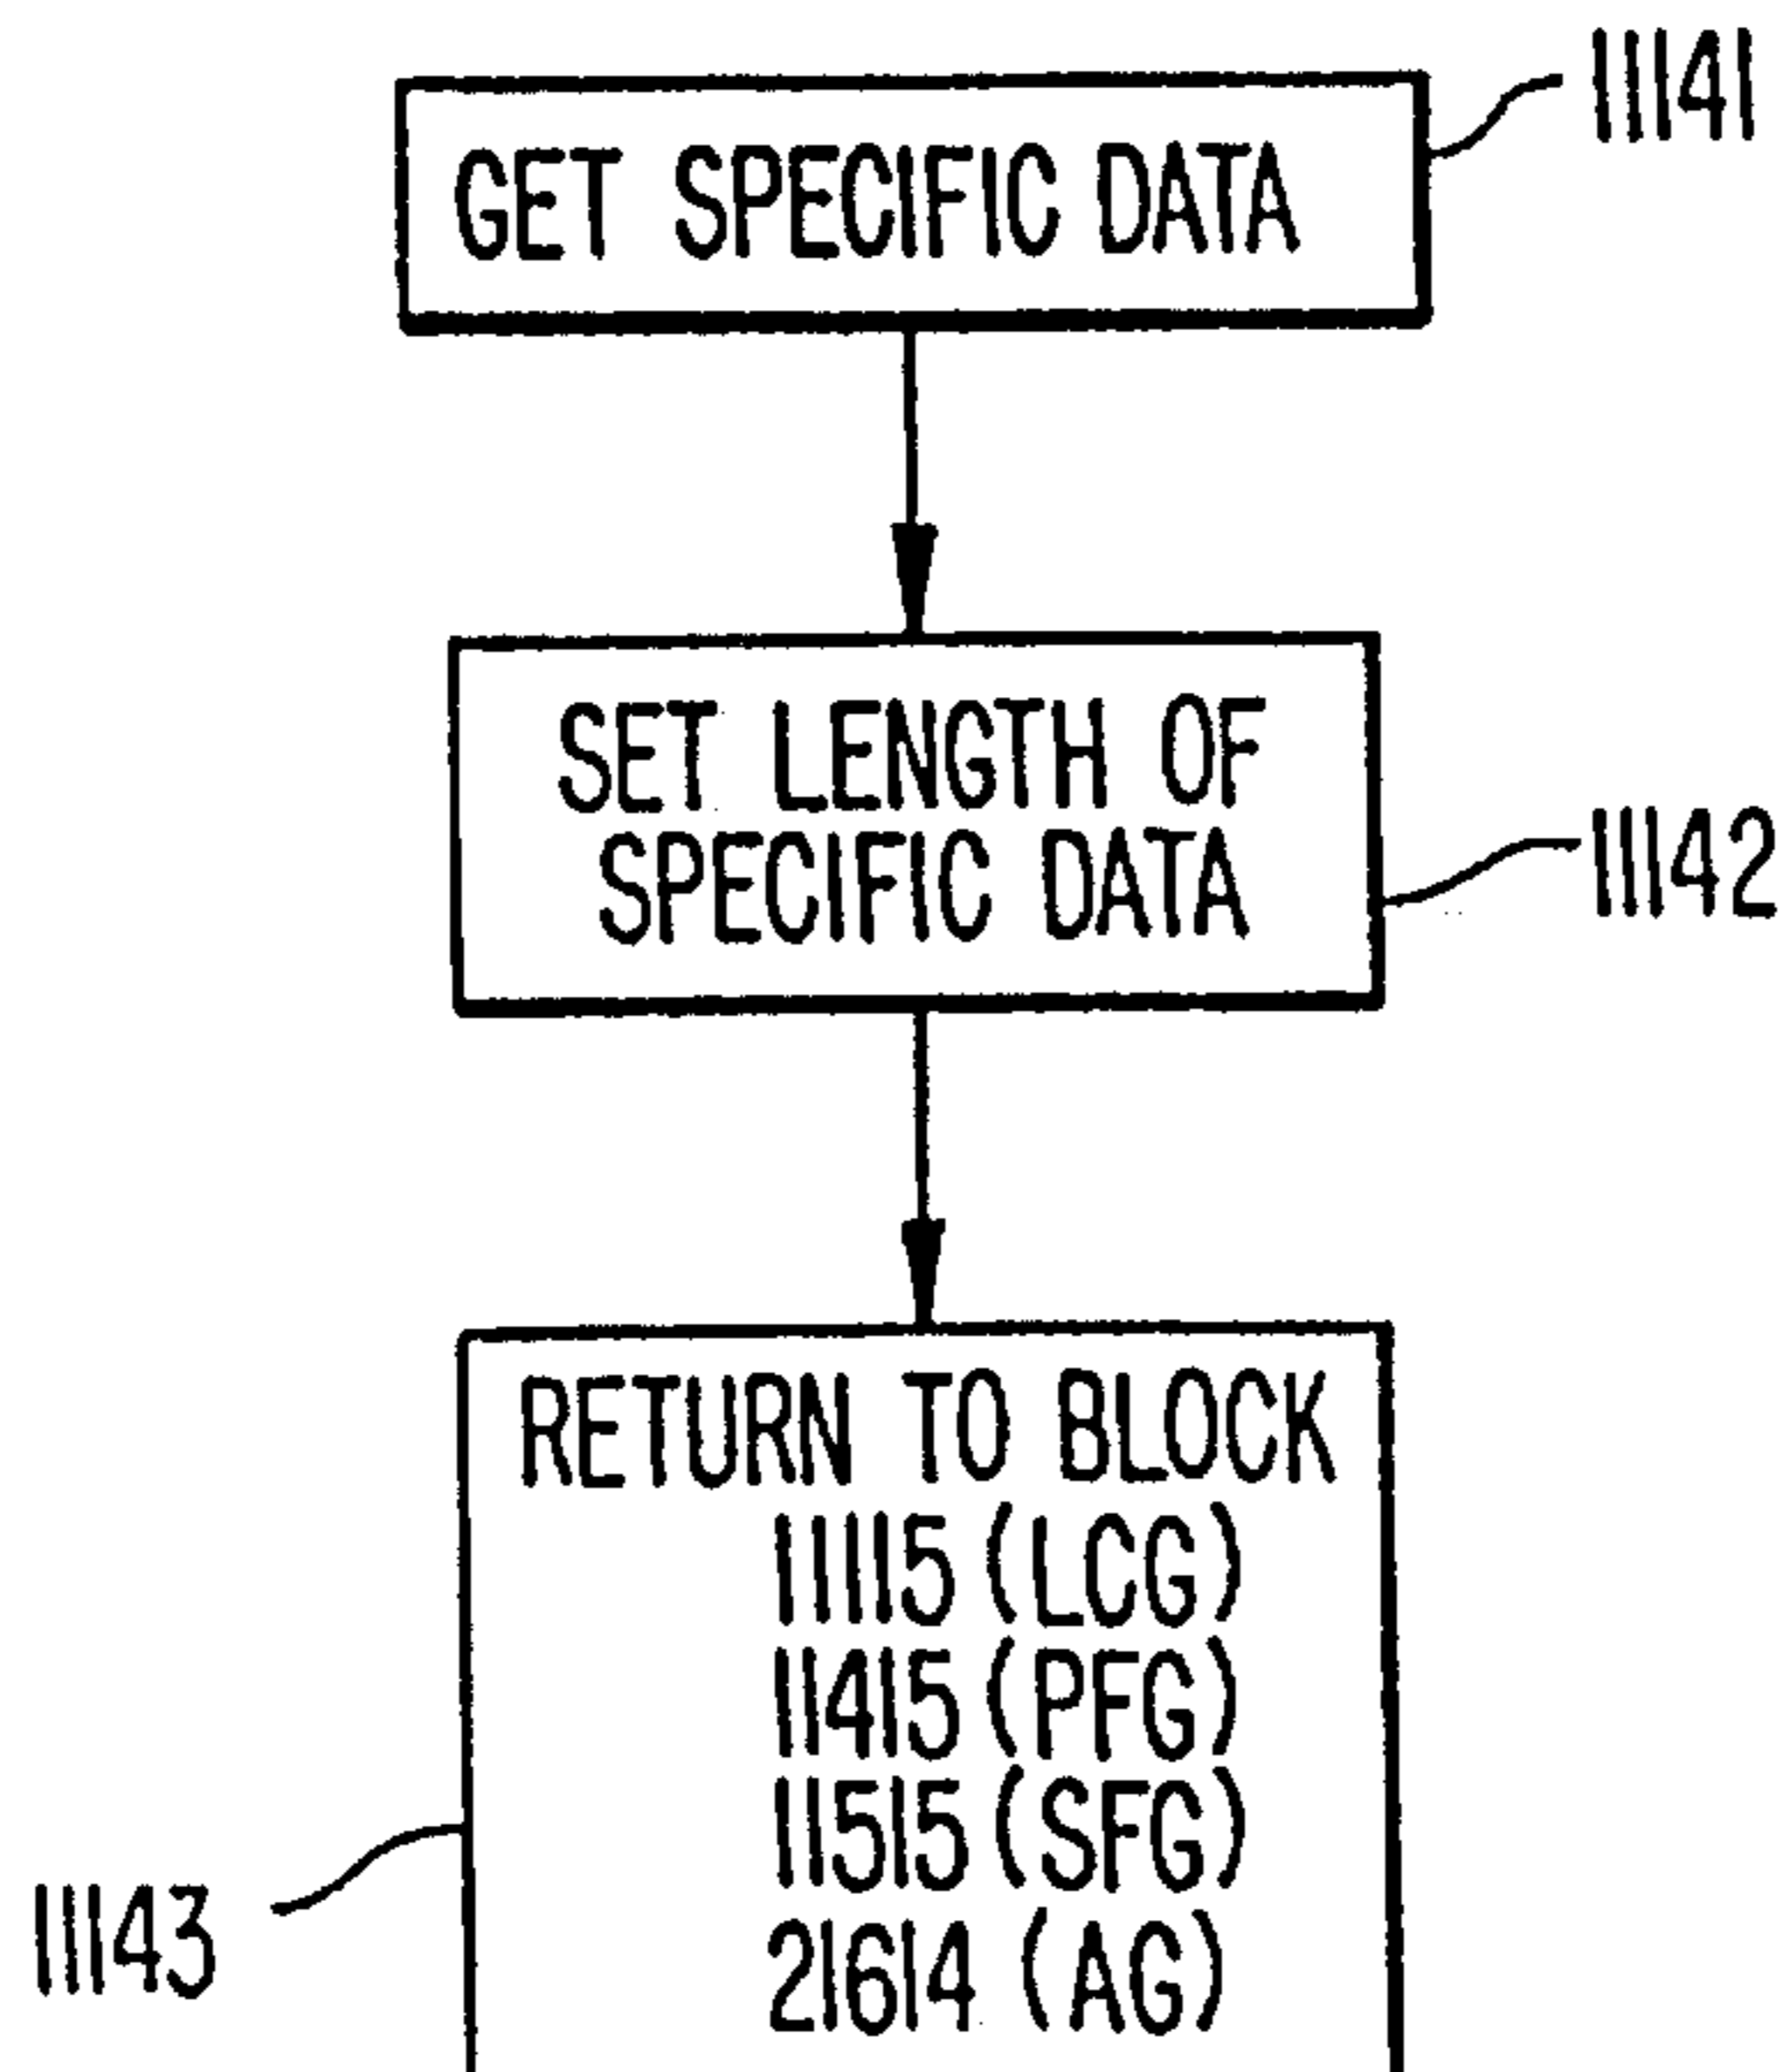 11141
GET SPECIFIC DATA
SET LENGTH OF
SPECIFIC DATA
11142
RETURN TO BLOCK
11115 (LCG)
11415 (PFG)
11515 (SFG)
21614 (AG)
11143